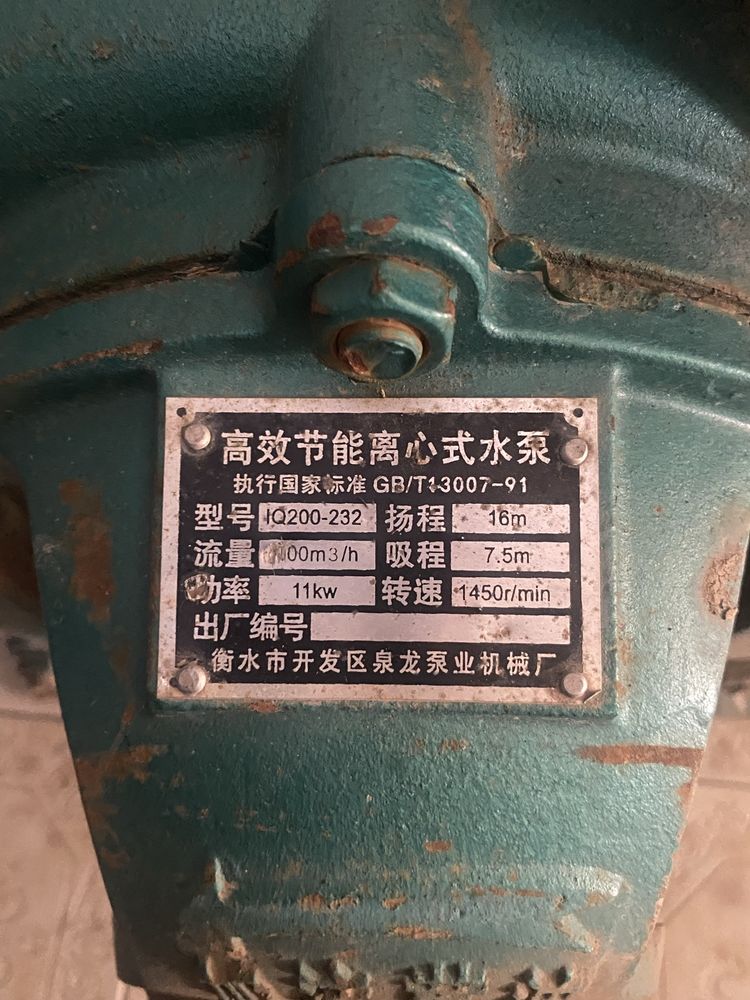 高效节能离心式水泵
执行国家标准 GB/T13007-91
型号 IQ200-232 扬程 16m
流量 00m3/h 吸程 7.5m
功率 11kw 转速 1450r/min
出厂编号
衡水市开发区泉龙泵业机械厂